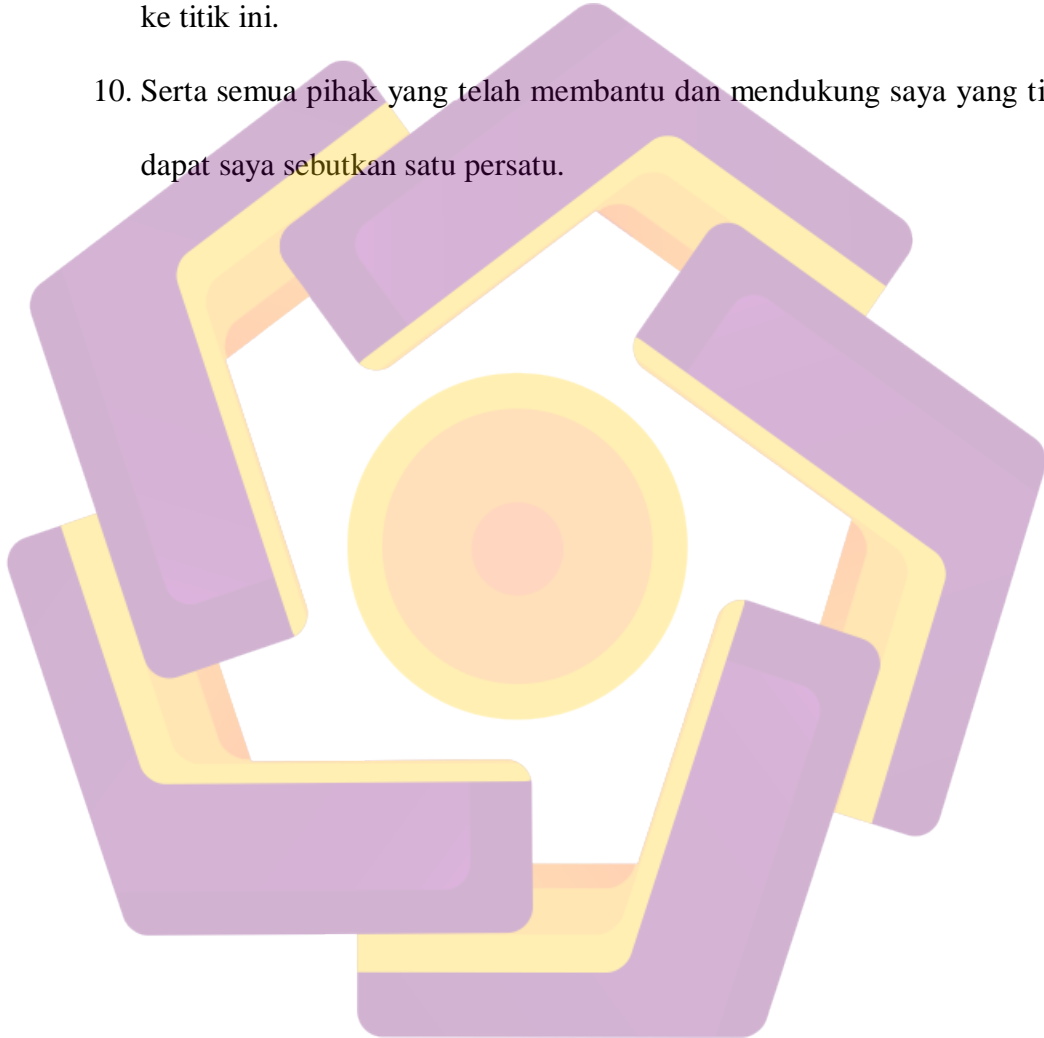 ke titik ini.
10. Serta semua pihak yang telah membantu dan mendukung saya yang
dapat saya sebutkan satu persatu.